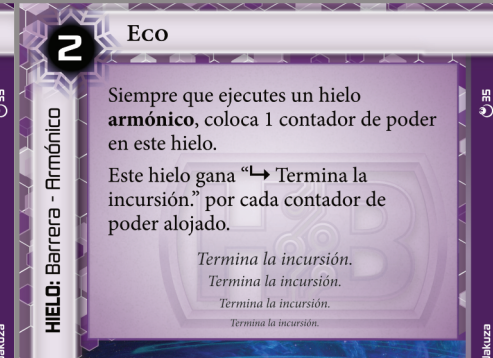 2
Eco
Siempre que ejecutes un hielo
armónico, coloca 1 contador de poder
en este hielo.
Este hielo gana “↳ Termina la
incursión.” por cada contador de
poder alojado.
Termina la incursión.
Termina la incursión.
Termina la incursión.
Termina la incursión.
HIELO: Barrera - Armónico
35
35